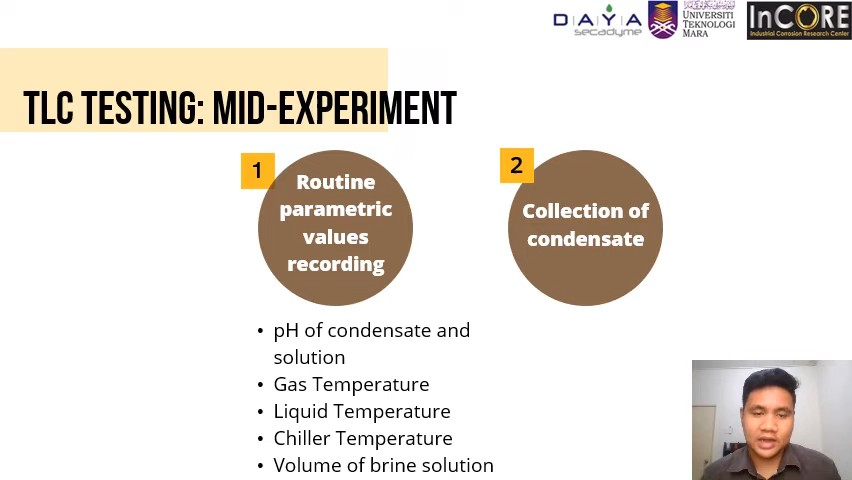 DAYA
secadyme
UNIVERSITI
TEKNOLOGI
MARA
InCORE
Industrial Corrosion Research Center
TLC TESTING: MID-EXPERIMENT
1
Routine
parametric
values
recording
2
Collection of
condensate
• pH of condensate and
solution
• Gas Temperature
• Liquid Temperature
• Chiller Temperature
• Volume of brine solution